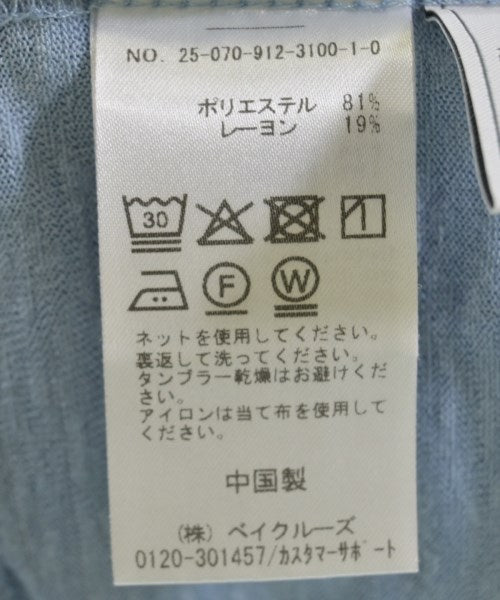 NO. 25-070-912-3100-1-0
ポリエステル 81%
レーヨン 19%
30
F
W
ネットを使用してください。
裏返して洗ってください。
タンブラー乾燥はお避けくだ
さい。
アイロンは当て布を使用して
ください。
中国製
(株) ベイクルーズ
0120-301457/カスタマーサポート